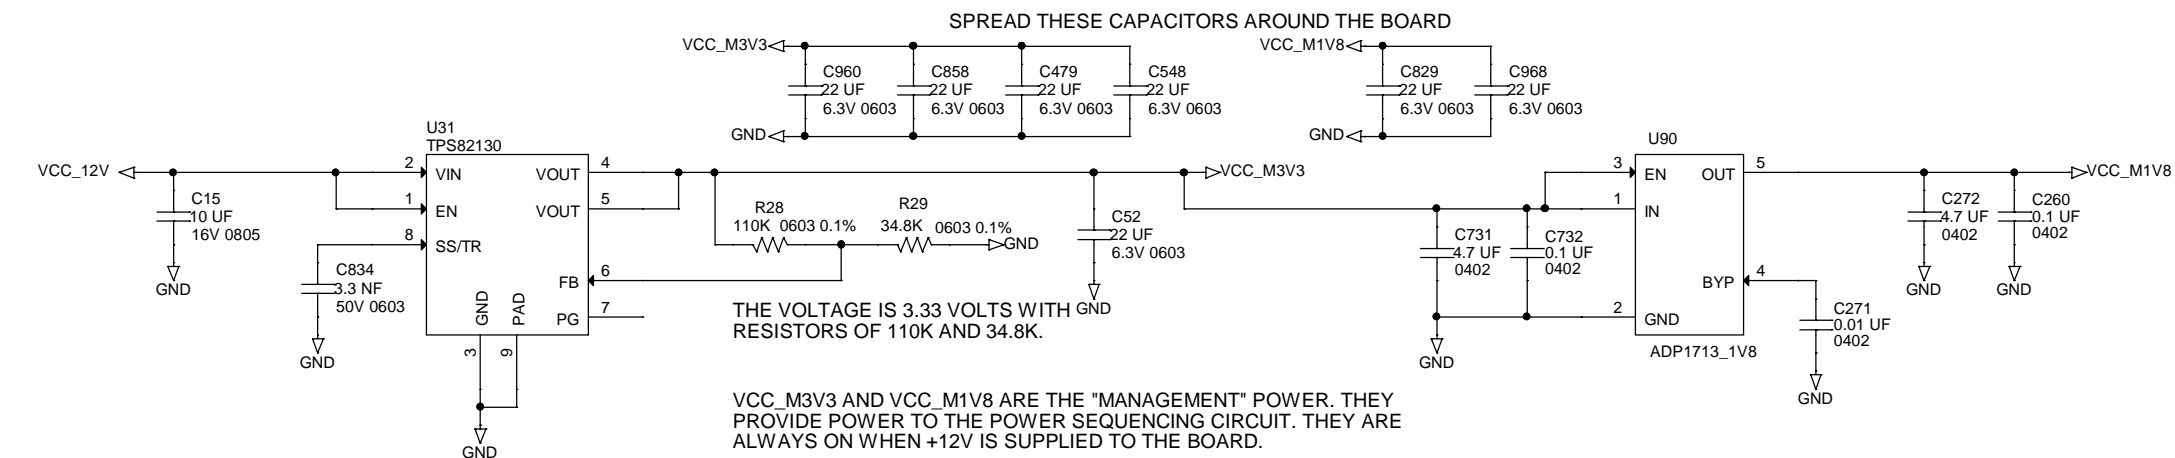 SPREAD THESE CAPACITORS AROUND THE BOARD
VCC_M3V3
C960
22 UF
6.3V 0603
C858
22 UF
6.3V 0603
C479
22 UF
6.3V 0603
C548
22 UF
6.3V 0603
GND
VCC_M1V8
C829
22 UF
6.3V 0603
C968
22 UF
6.3V 0603
GND
VCC_12V
C15
10 UF
16V 0805
GND
C834
3.3 NF
50V 0603
GND
U31
TPS82130
2 VIN
1 EN
8 SS/TR
VOUT 4
VOUT 5
FB 6
PG 7
GND 3
PAD 9
GND
R28
110K 0603 0.1%
R29
34.8K 0603 0.1%
GND
C52
22 UF
6.3V 0603
GND
VCC_M3V3
THE VOLTAGE IS 3.33 VOLTS WITH
RESISTORS OF 110K AND 34.8K.
VCC_M3V3 AND VCC_M1V8 ARE THE "MANAGEMENT" POWER. THEY
PROVIDE POWER TO THE POWER SEQUENCING CIRCUIT. THEY ARE
ALWAYS ON WHEN +12V IS SUPPLIED TO THE BOARD.
C731
4.7 UF
0402
C732
0.1 UF
0402
GND
U90
3 EN
1 IN
2 GND
OUT 5
BYP 4
ADP1713_1V8
C271
0.01 UF
0402
GND
C272
4.7 UF
0402
GND
C260
0.1 UF
0402
GND
VCC_M1V8